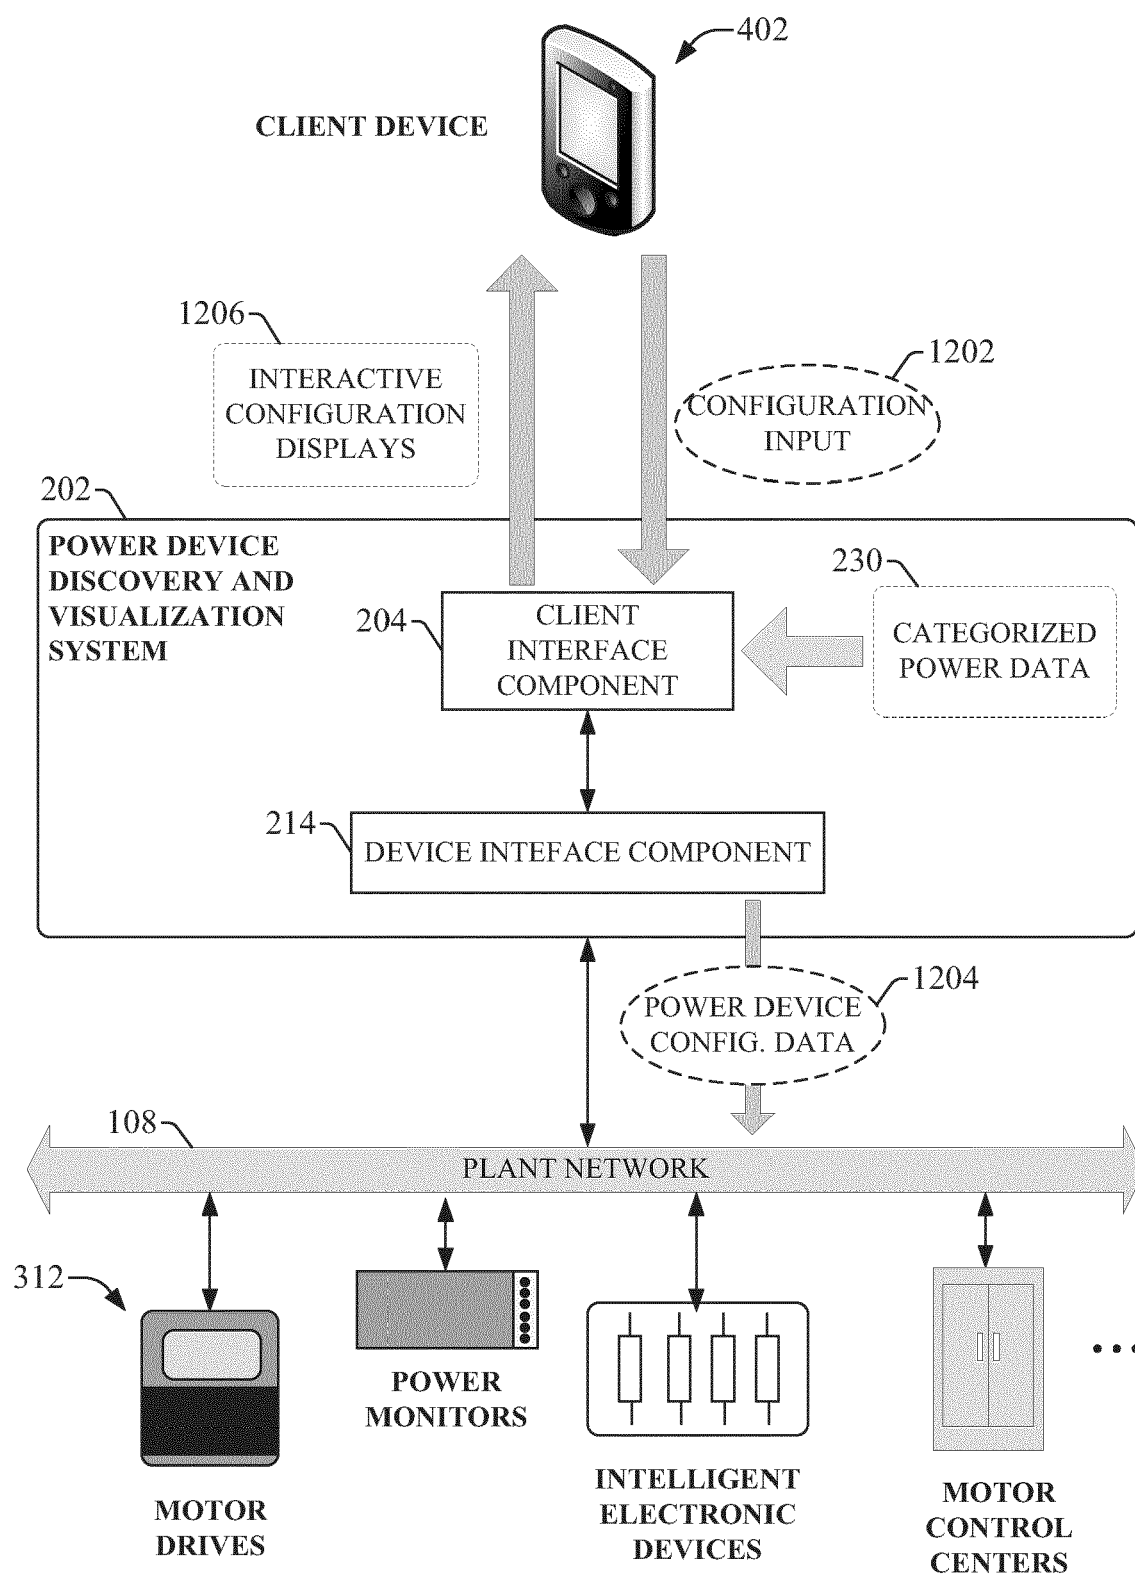 402
CLIENT DEVICE
1206
INTERACTIVE
CONFIGURATION
DISPLAYS
1202
CONFIGURATION
INPUT
202
POWER DEVICE
DISCOVERY AND
VISUALIZATION
SYSTEM
204
CLIENT
INTERFACE
COMPONENT
230
CATEGORIZED
POWER DATA
214
DEVICE INTEFACE COMPONENT
1204
POWER DEVICE
CONFIG. DATA
108
PLANT NETWORK
312
MOTOR
DRIVES
POWER
MONITORS
INTELLIGENT
ELECTRONIC
DEVICES
MOTOR
CONTROL
CENTERS
...